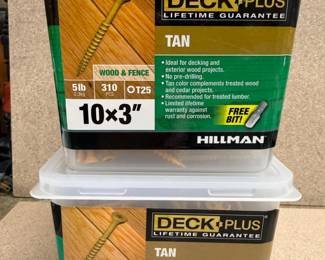 DECK PLUS
LIFETIME GUARANTEE
TAN
WOOD & FENCE
5lb 310 PCS T25
10×3"
• Ideal for decking and
exterior wood projects.
• No pre-drilling.
• Tan color complements treated wood
and cedar projects.
• Recommended for treated lumber.
• Limited lifetime
warranty against
rust and corrosion.
FREE
BIT!
HILLMAN
DECK PLUS
LIFETIME GUARANTEE
TAN